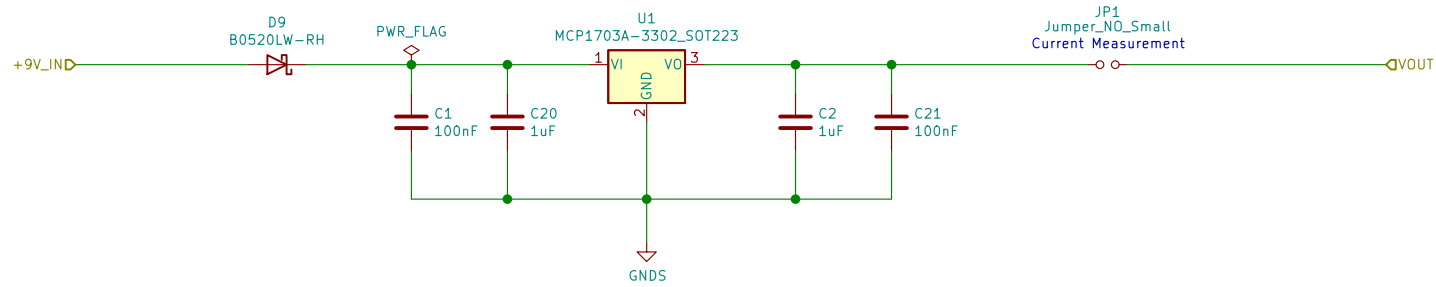 D9
B0520LW-RH
PWR_FLAG
U1
MCP1703A-3302_SOT223
JP1
Jumper_NO_Small
Current Measurement
+9V_IN
1
VI
VO
3
GND
2
VOUT
C1
100nF
C20
1uF
C2
1uF
C21
100nF
GNDS